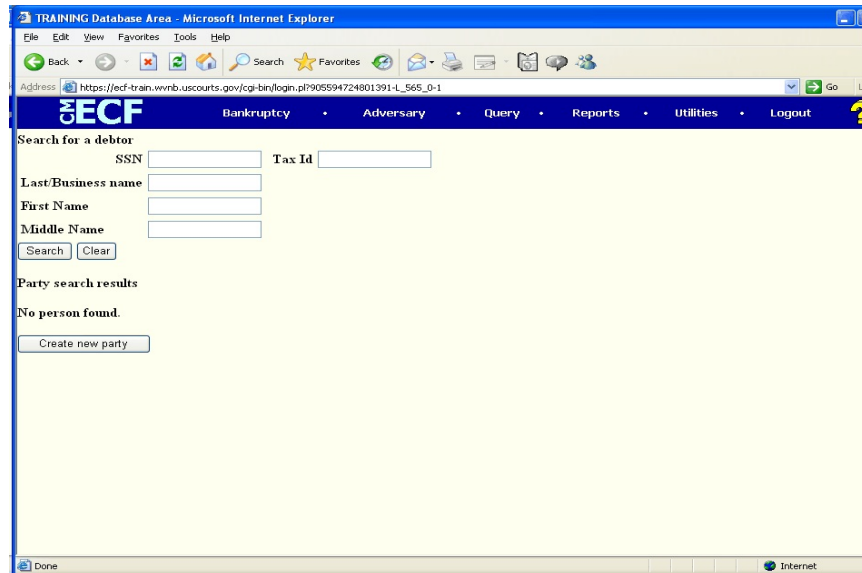 TRAINING Database Area - Microsoft Internet Explorer
File Edit View Favorites Tools Help
Back Search Favorites
Address https://ecf-train.wvnb.uscourts.gov/cgi-bin/login.pl?905594724801391-L_565_0-1 Go
CM ECF Bankruptcy • Adversary • Query • Reports • Utilities • Logout ?
Search for a debtor
SSN Tax Id
Last/Business name
First Name
Middle Name
Search Clear
Party search results
No person found.
Create new party
Done Internet